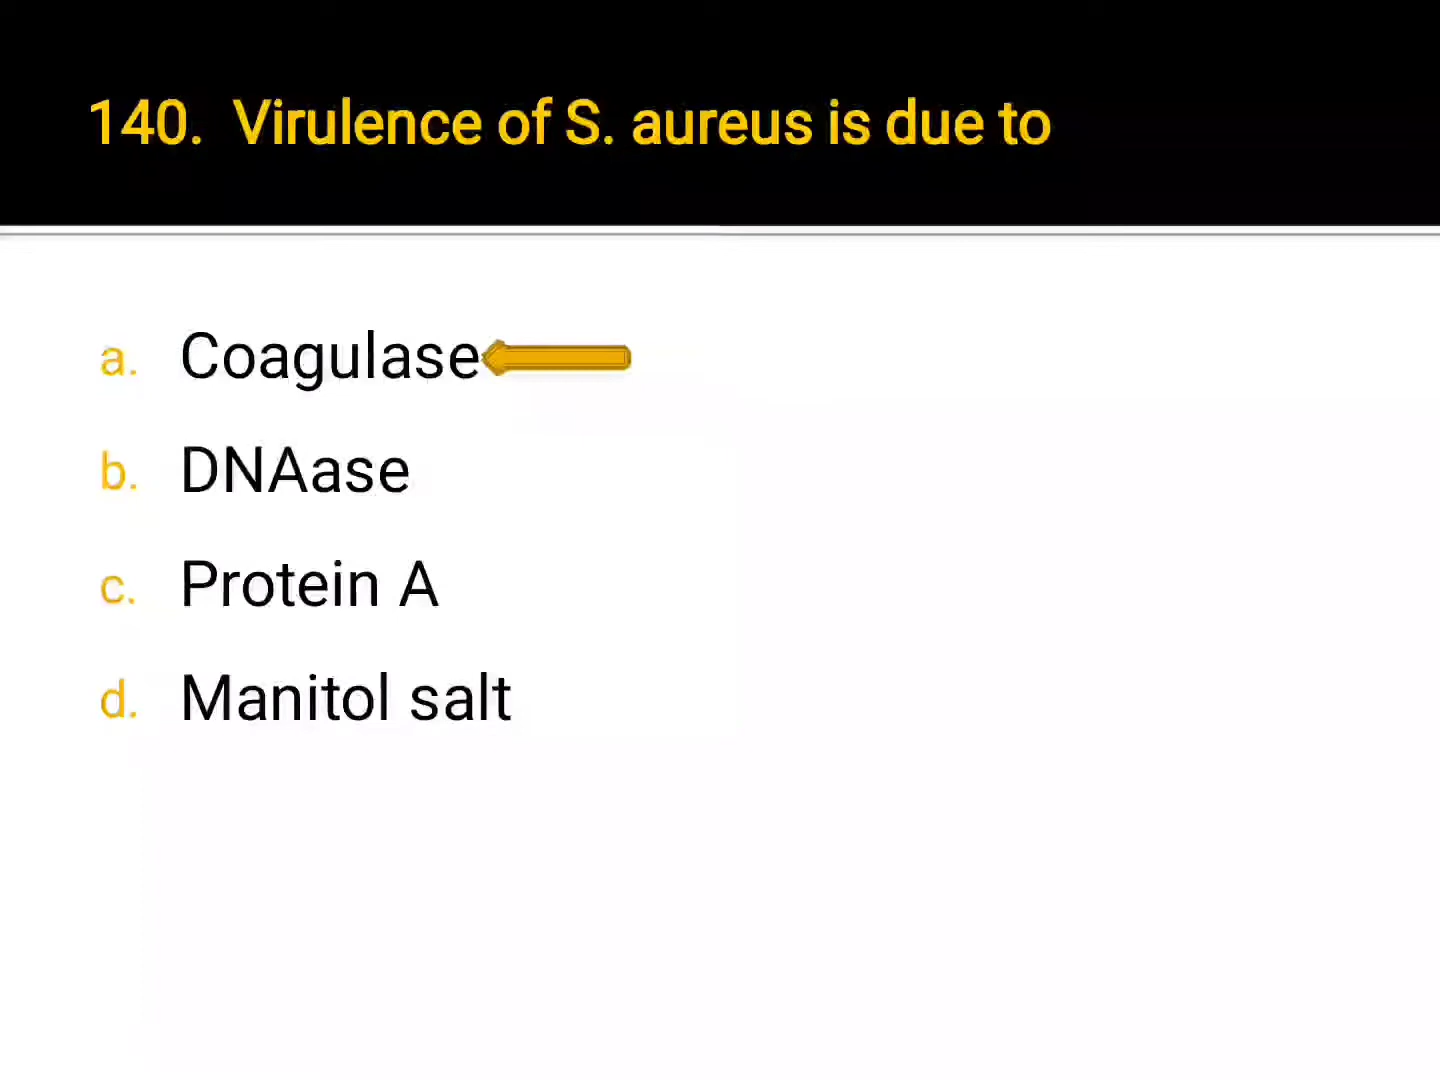 140. Virulence of S. aureus is due to
a. Coagulase
b. DNAase
c. Protein A
d. Manitol salt